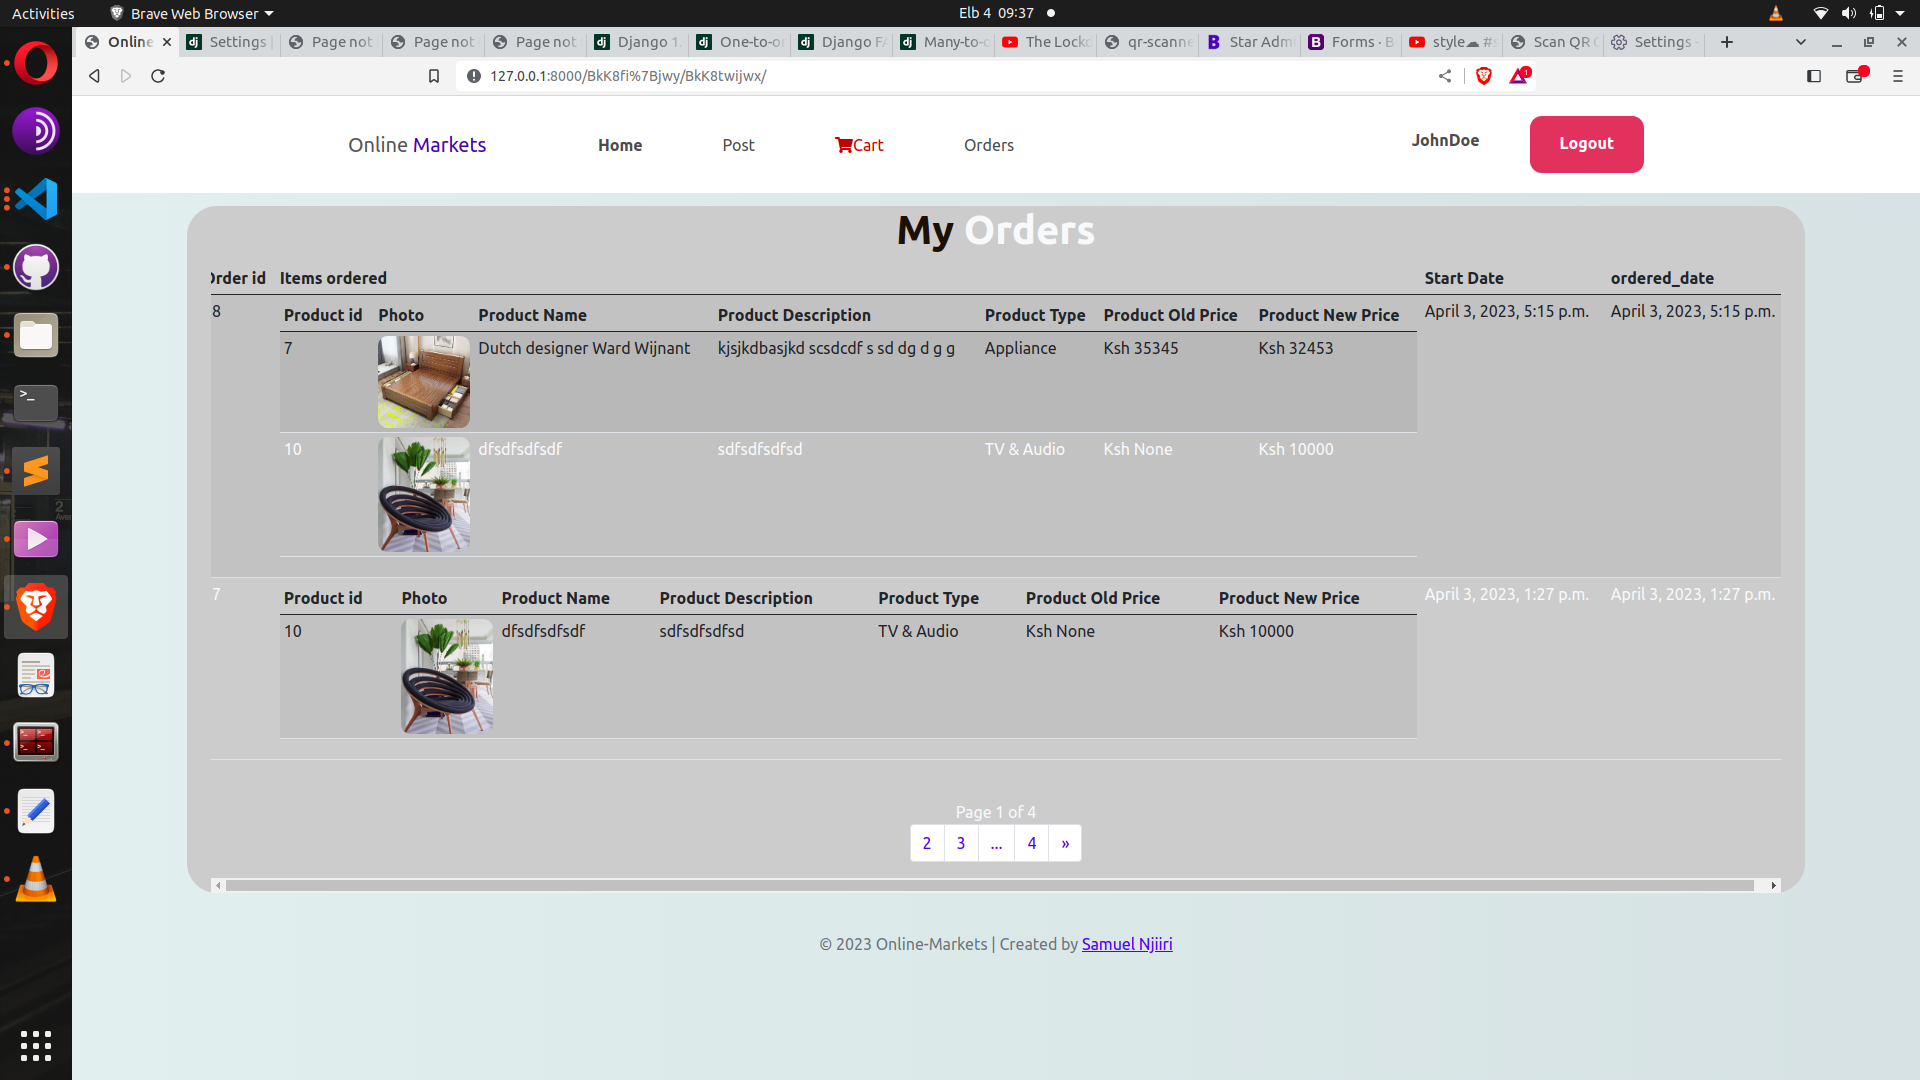 Activities
Brave Web Browser
Elb 4 09:37
Online
Settings
Page not
Page not
Page not
Django 1.
One-to-o
Django F
Many-to-
The Lock
qr-scanne
Star Adm
Forms · B
style☁ #
Scan QR
Settings
127.0.0.1:8000/BkK8fi%7Bjwy/BkK8twijwx/
1
Online Markets
Home
Post
Cart
Orders
JohnDoe
Logout
My Orders
Order id Items ordered Start Date ordered_date
8 April 3, 2023, 5:15 p.m. April 3, 2023, 5:15 p.m.
Product id Photo Product Name Product Description Product Type Product Old Price Product New Price
7 Dutch designer Ward Wijnant kjsjkdbasjkd scsdcdf s sd dg d g g Appliance Ksh 35345 Ksh 32453
10 dfsdfsdfsdf sdfsdfsdfsd TV & Audio Ksh None Ksh 10000
7 April 3, 2023, 1:27 p.m. April 3, 2023, 1:27 p.m.
Product id Photo Product Name Product Description Product Type Product Old Price Product New Price
10 dfsdfsdfsdf sdfsdfsdfsd TV & Audio Ksh None Ksh 10000
Page 1 of 4
2 3 ... 4 »
© 2023 Online-Markets | Created by Samuel Njiiri